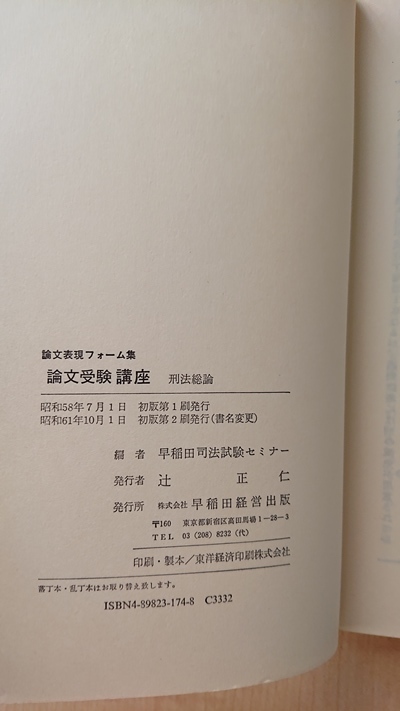 論文表現フォーム集
論文受験講座 刑法総論
昭和58年7月1日 初版第1刷発行
昭和61年10月1日 初版第2刷発行(書名変更)
編者 早稲田司法試験セミナー
発行者 辻正仁
発行所 株式会社 早稲田経営出版
〒160 東京都新宿区高田馬場1-28-3
TEL 03(208)8232(代)
印刷・製本/東洋経済印刷株式会社
落丁本・乱丁本はお取り替え致します。
ISBN4-89823-174-8 C3332